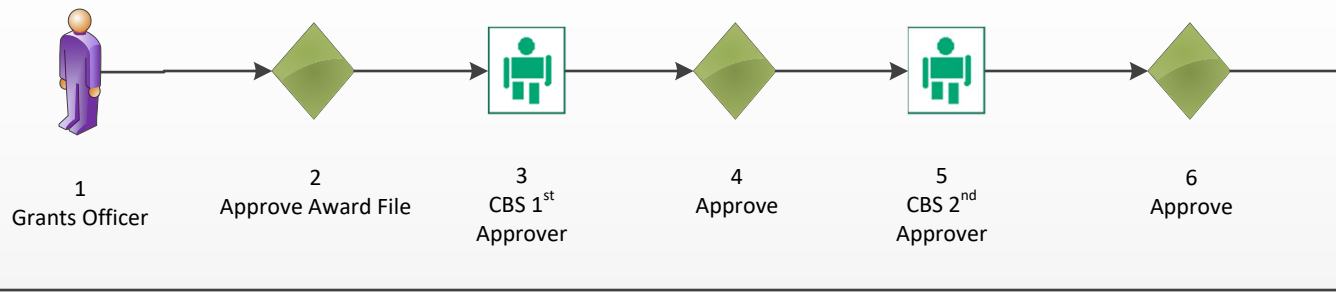 1
Grants Officer
2
Approve Award File
3
CBS 1st
Approver
4
Approve
5
CBS 2nd
Approver
6
Approve